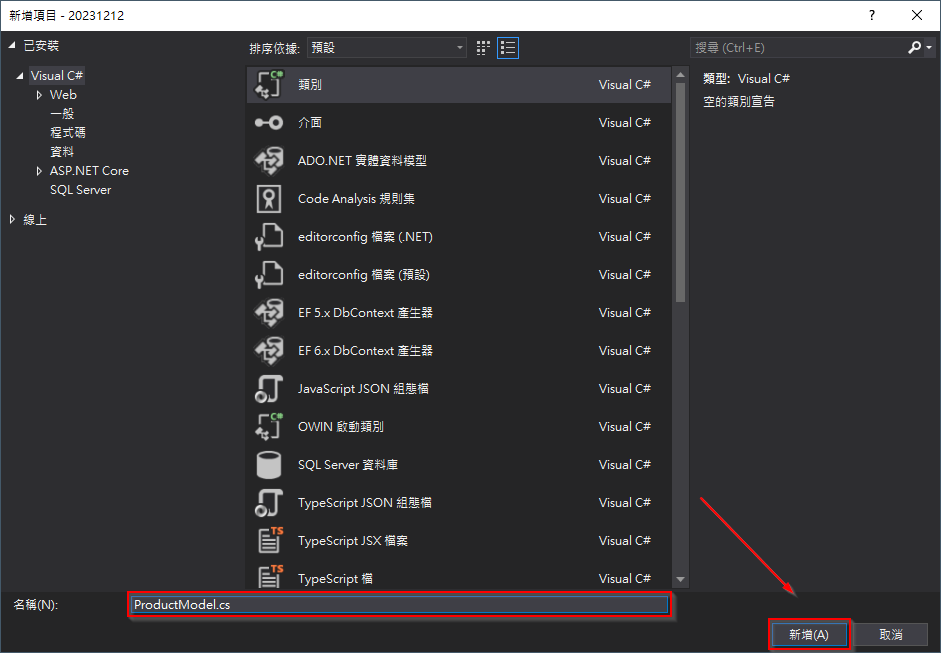 新增項目 - 20231212
?
已安裝
Visual C#
Web
一般
程式碼
資料
ASP.NET Core
SQL Server
線上
排序依據: 預設
類別 Visual C#
介面 Visual C#
ADO.NET 實體資料模型 Visual C#
Code Analysis 規則集 Visual C#
editorconfig 檔案 (.NET) Visual C#
editorconfig 檔案 (預設) Visual C#
EF 5.x DbContext 產生器 Visual C#
EF 6.x DbContext 產生器 Visual C#
JavaScript JSON 組態檔 Visual C#
OWIN 啟動類別 Visual C#
SQL Server 資料庫 Visual C#
TypeScript JSON 組態檔 Visual C#
TS
TypeScript JSX 檔案 Visual C#
TS
TypeScript 檔 Visual C#
搜尋 (Ctrl+E)
類型: Visual C#
空的類別宣告
名稱(N): ProductModel.cs
新增(A) 取消